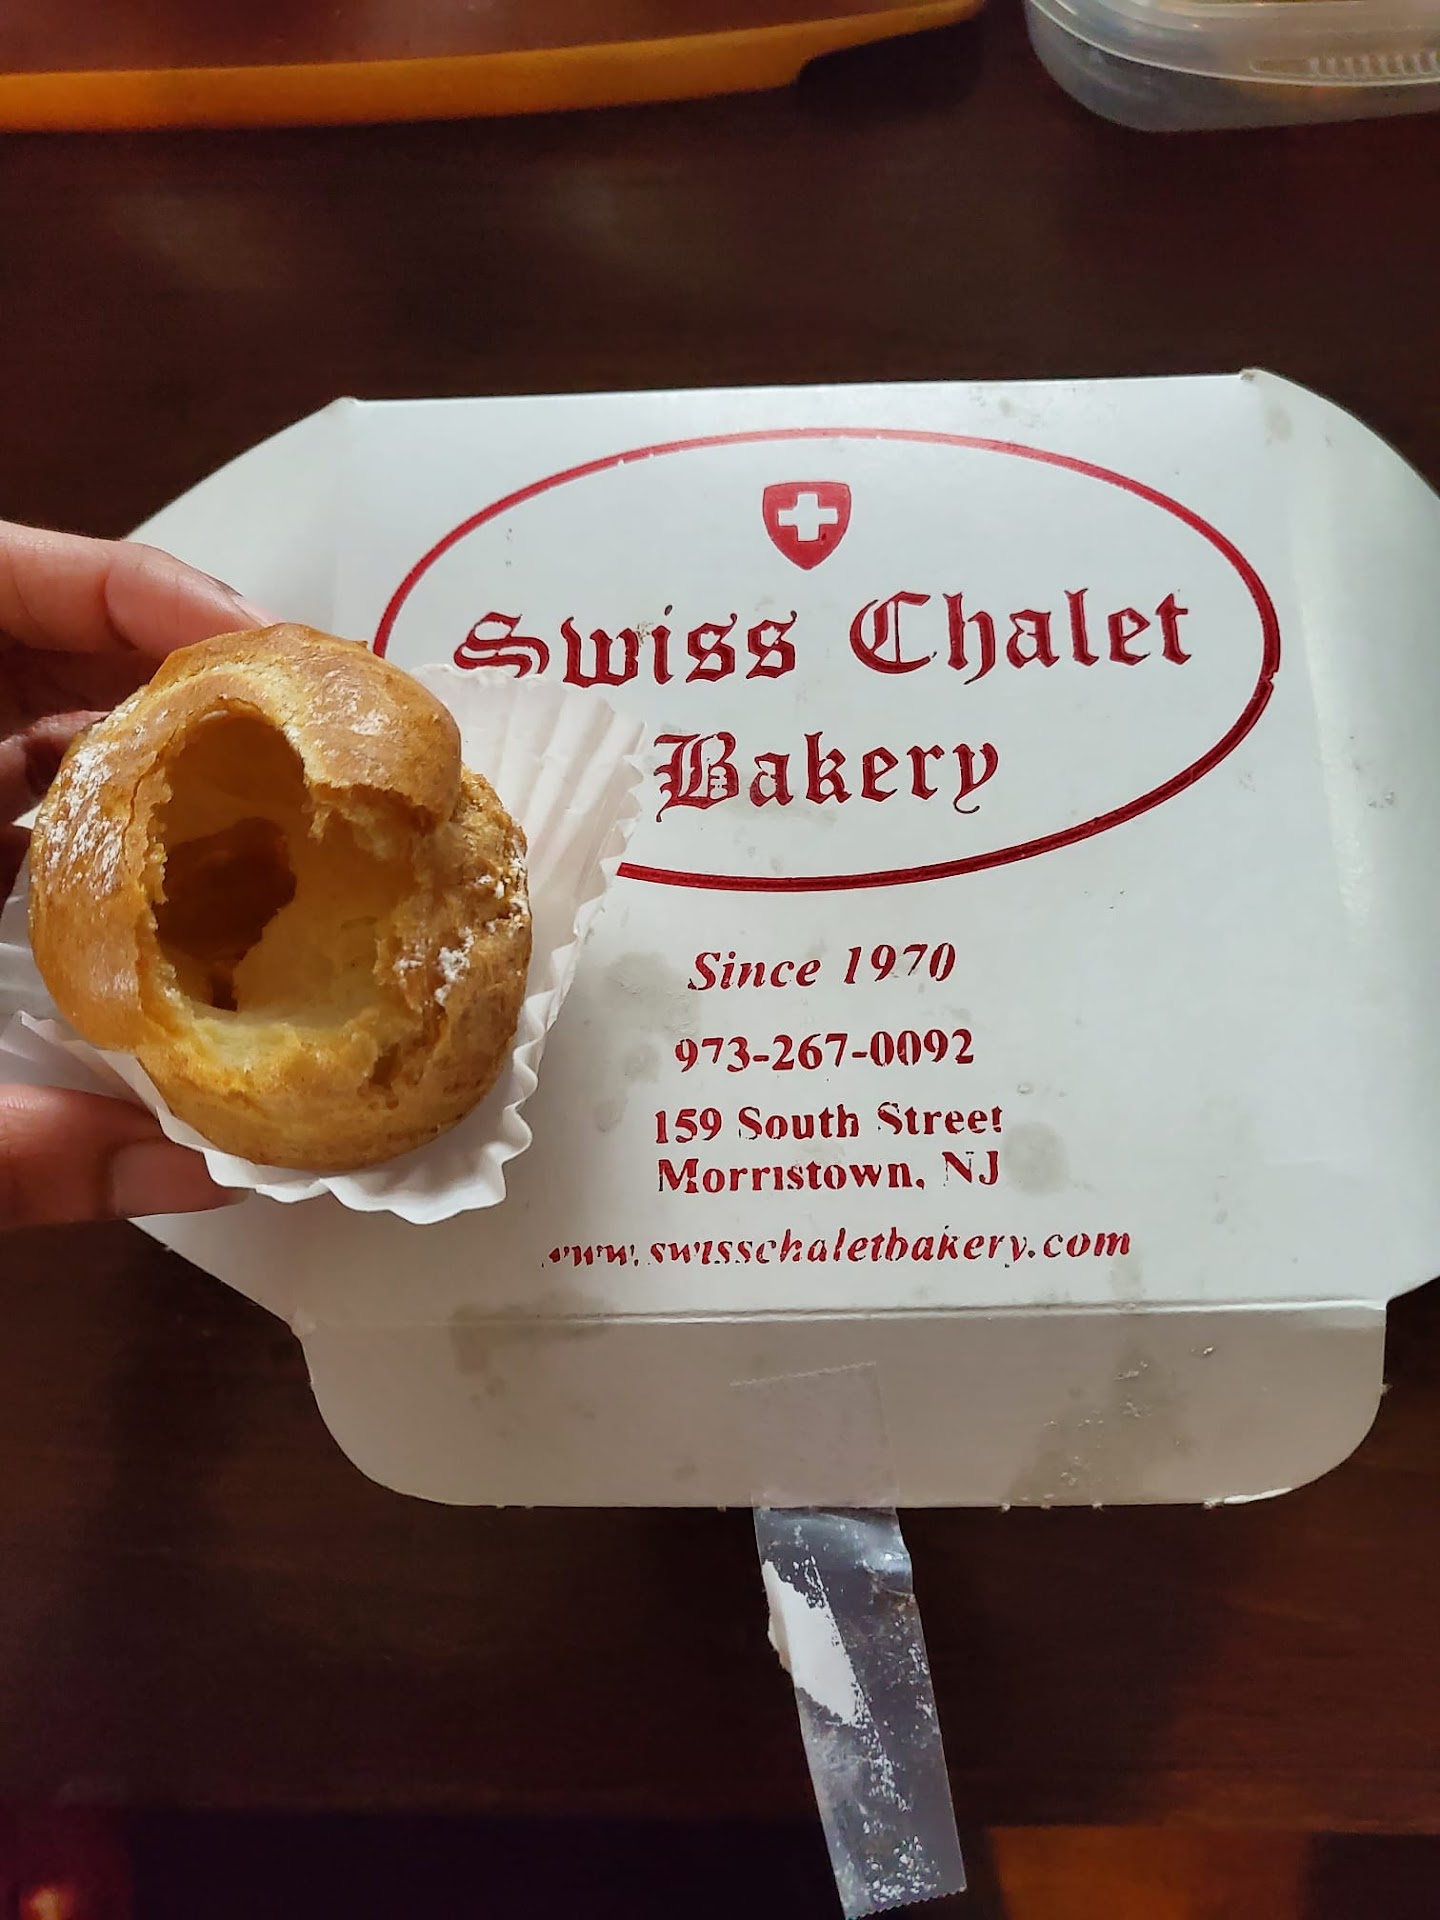 Swiss Chalet
Bakery
Since 1970
973-267-0092
159 South Street
Morristown, NJ
www.swisschaletbakery.com